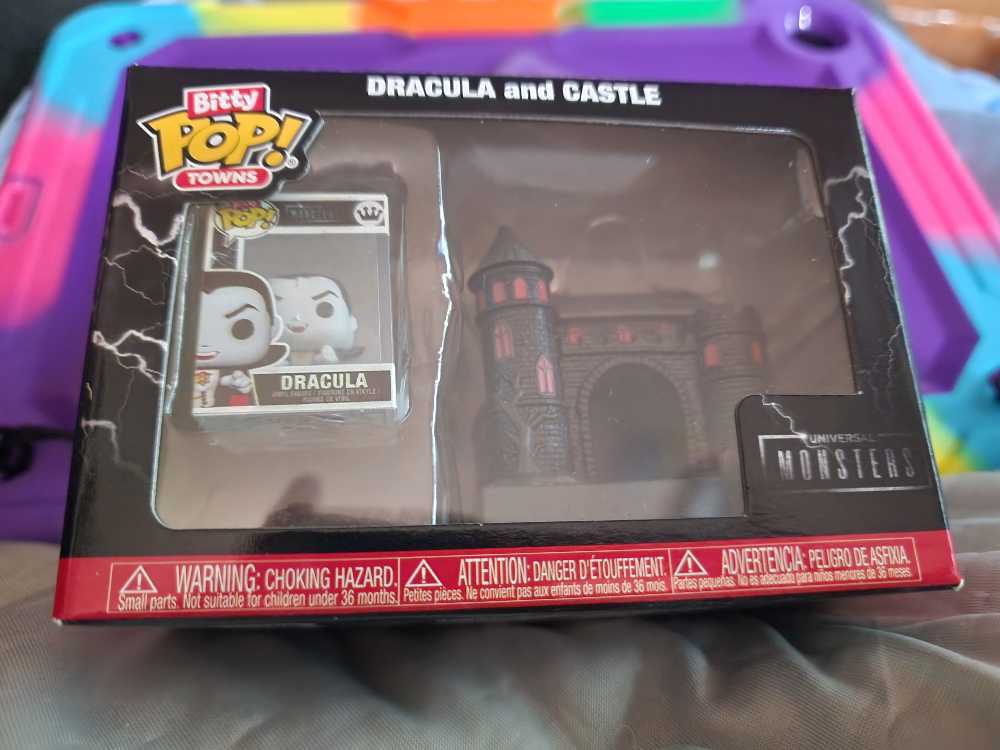 DRACULA and CASTLE
Bitty
POP!
TOWNS
POP!
DRACULA
UNIVERSAL
MONSTERS
WARNING: CHOKING HAZARD.
Small parts. Not suitable for children under 36 months.
ATTENTION: DANGER D'ÉTOUFFEMENT.
Petites pièces. Ne convient pas aux enfants de moins de 36 mois.
ADVERTENCIA: PELIGRO DE ASFIXIA.
Partes pequeñas. No es adecuado para niños menores de 36 meses.